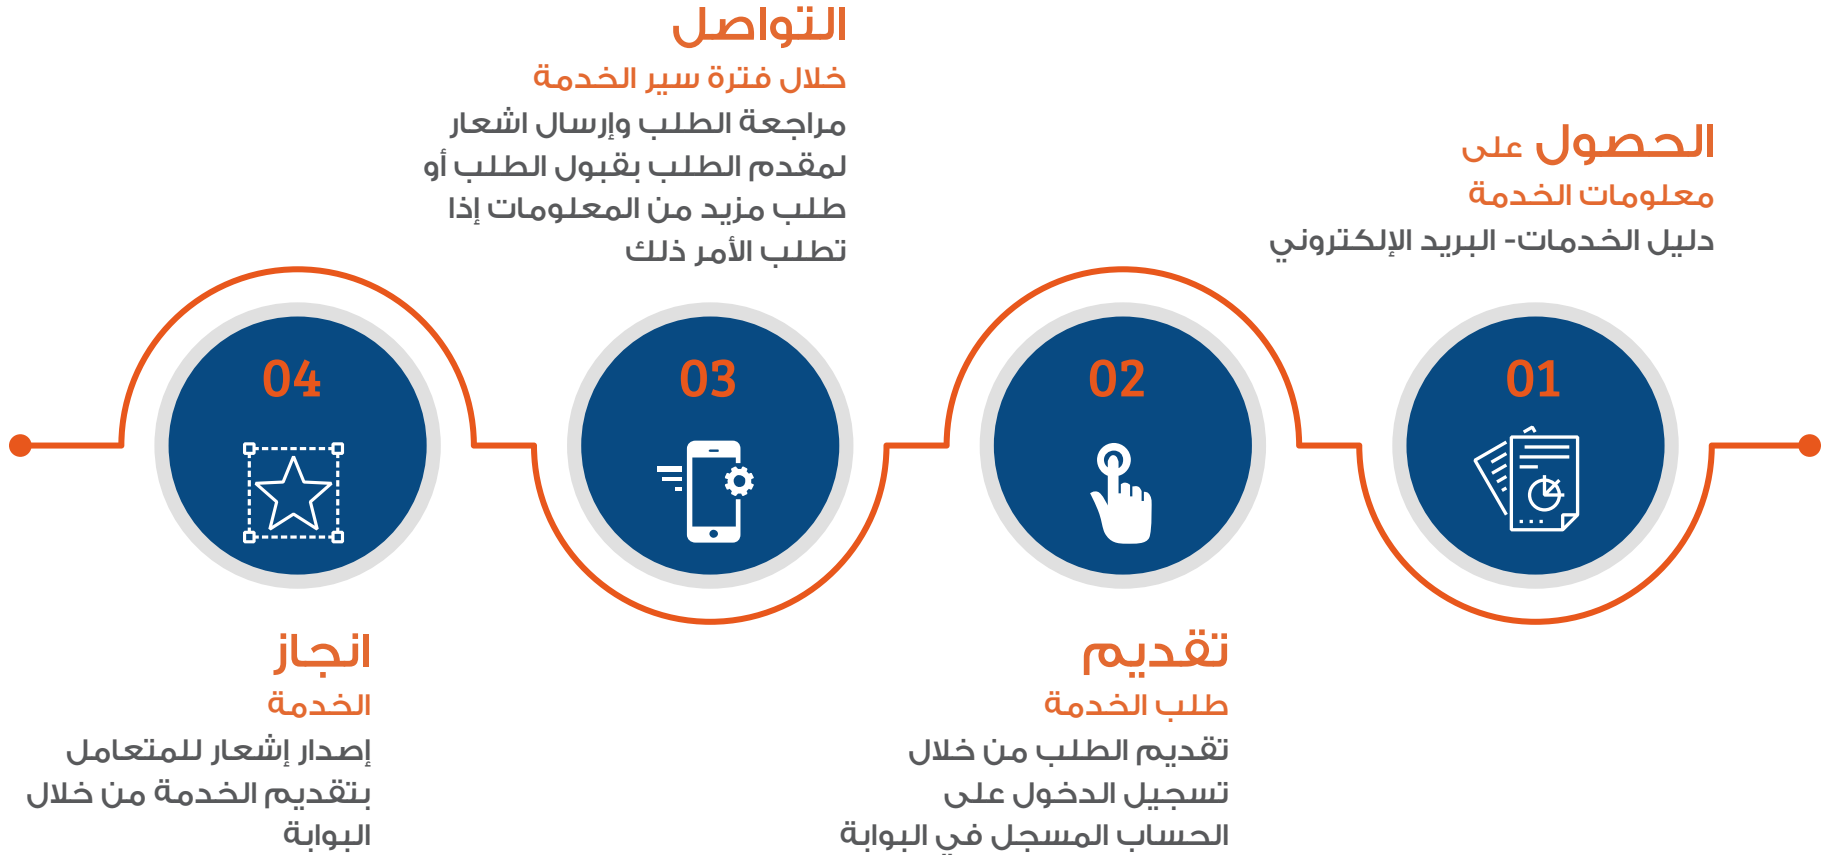 الحصول على
معلومات الخدمة
دليل الخدمات- البريد الإلكتروني
01
02
تقديم
طلب الخدمة
تقديم الطلب من خلال
تسجيل الدخول على
الحساب المسجل في البوابة
التواصل
خلال فترة سير الخدمة
مراجعة الطلب وإرسال اشعار
لمقدم الطلب بقبول الطلب أو
طلب مزيد من المعلومات إذا
تطلب الأمر ذلك
03
04
انجاز
الخدمة
إصدار إشعار للمتعامل
بتقديم الخدمة من خلال
البوابة